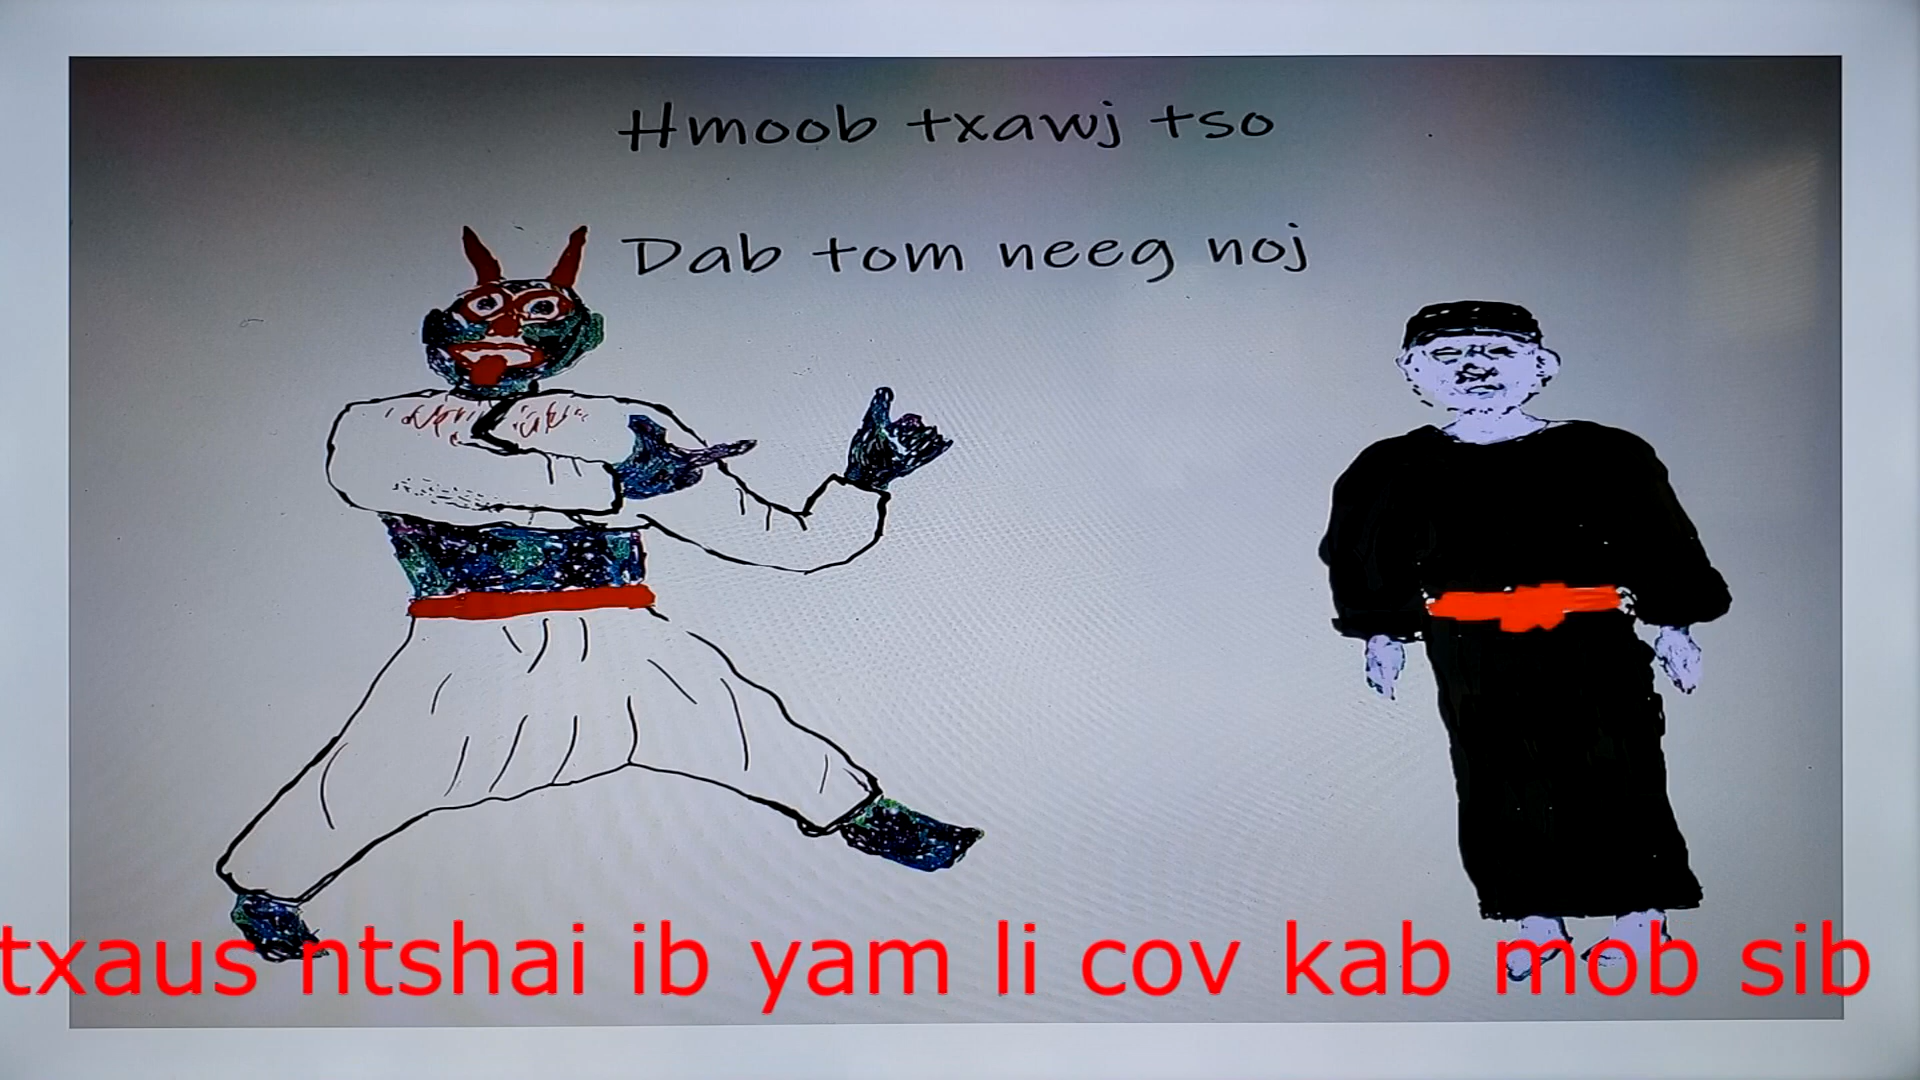 Hmoob txawj tso
Dab tom neeg noj
txaus ntshai ib yam li cov kab mob sib